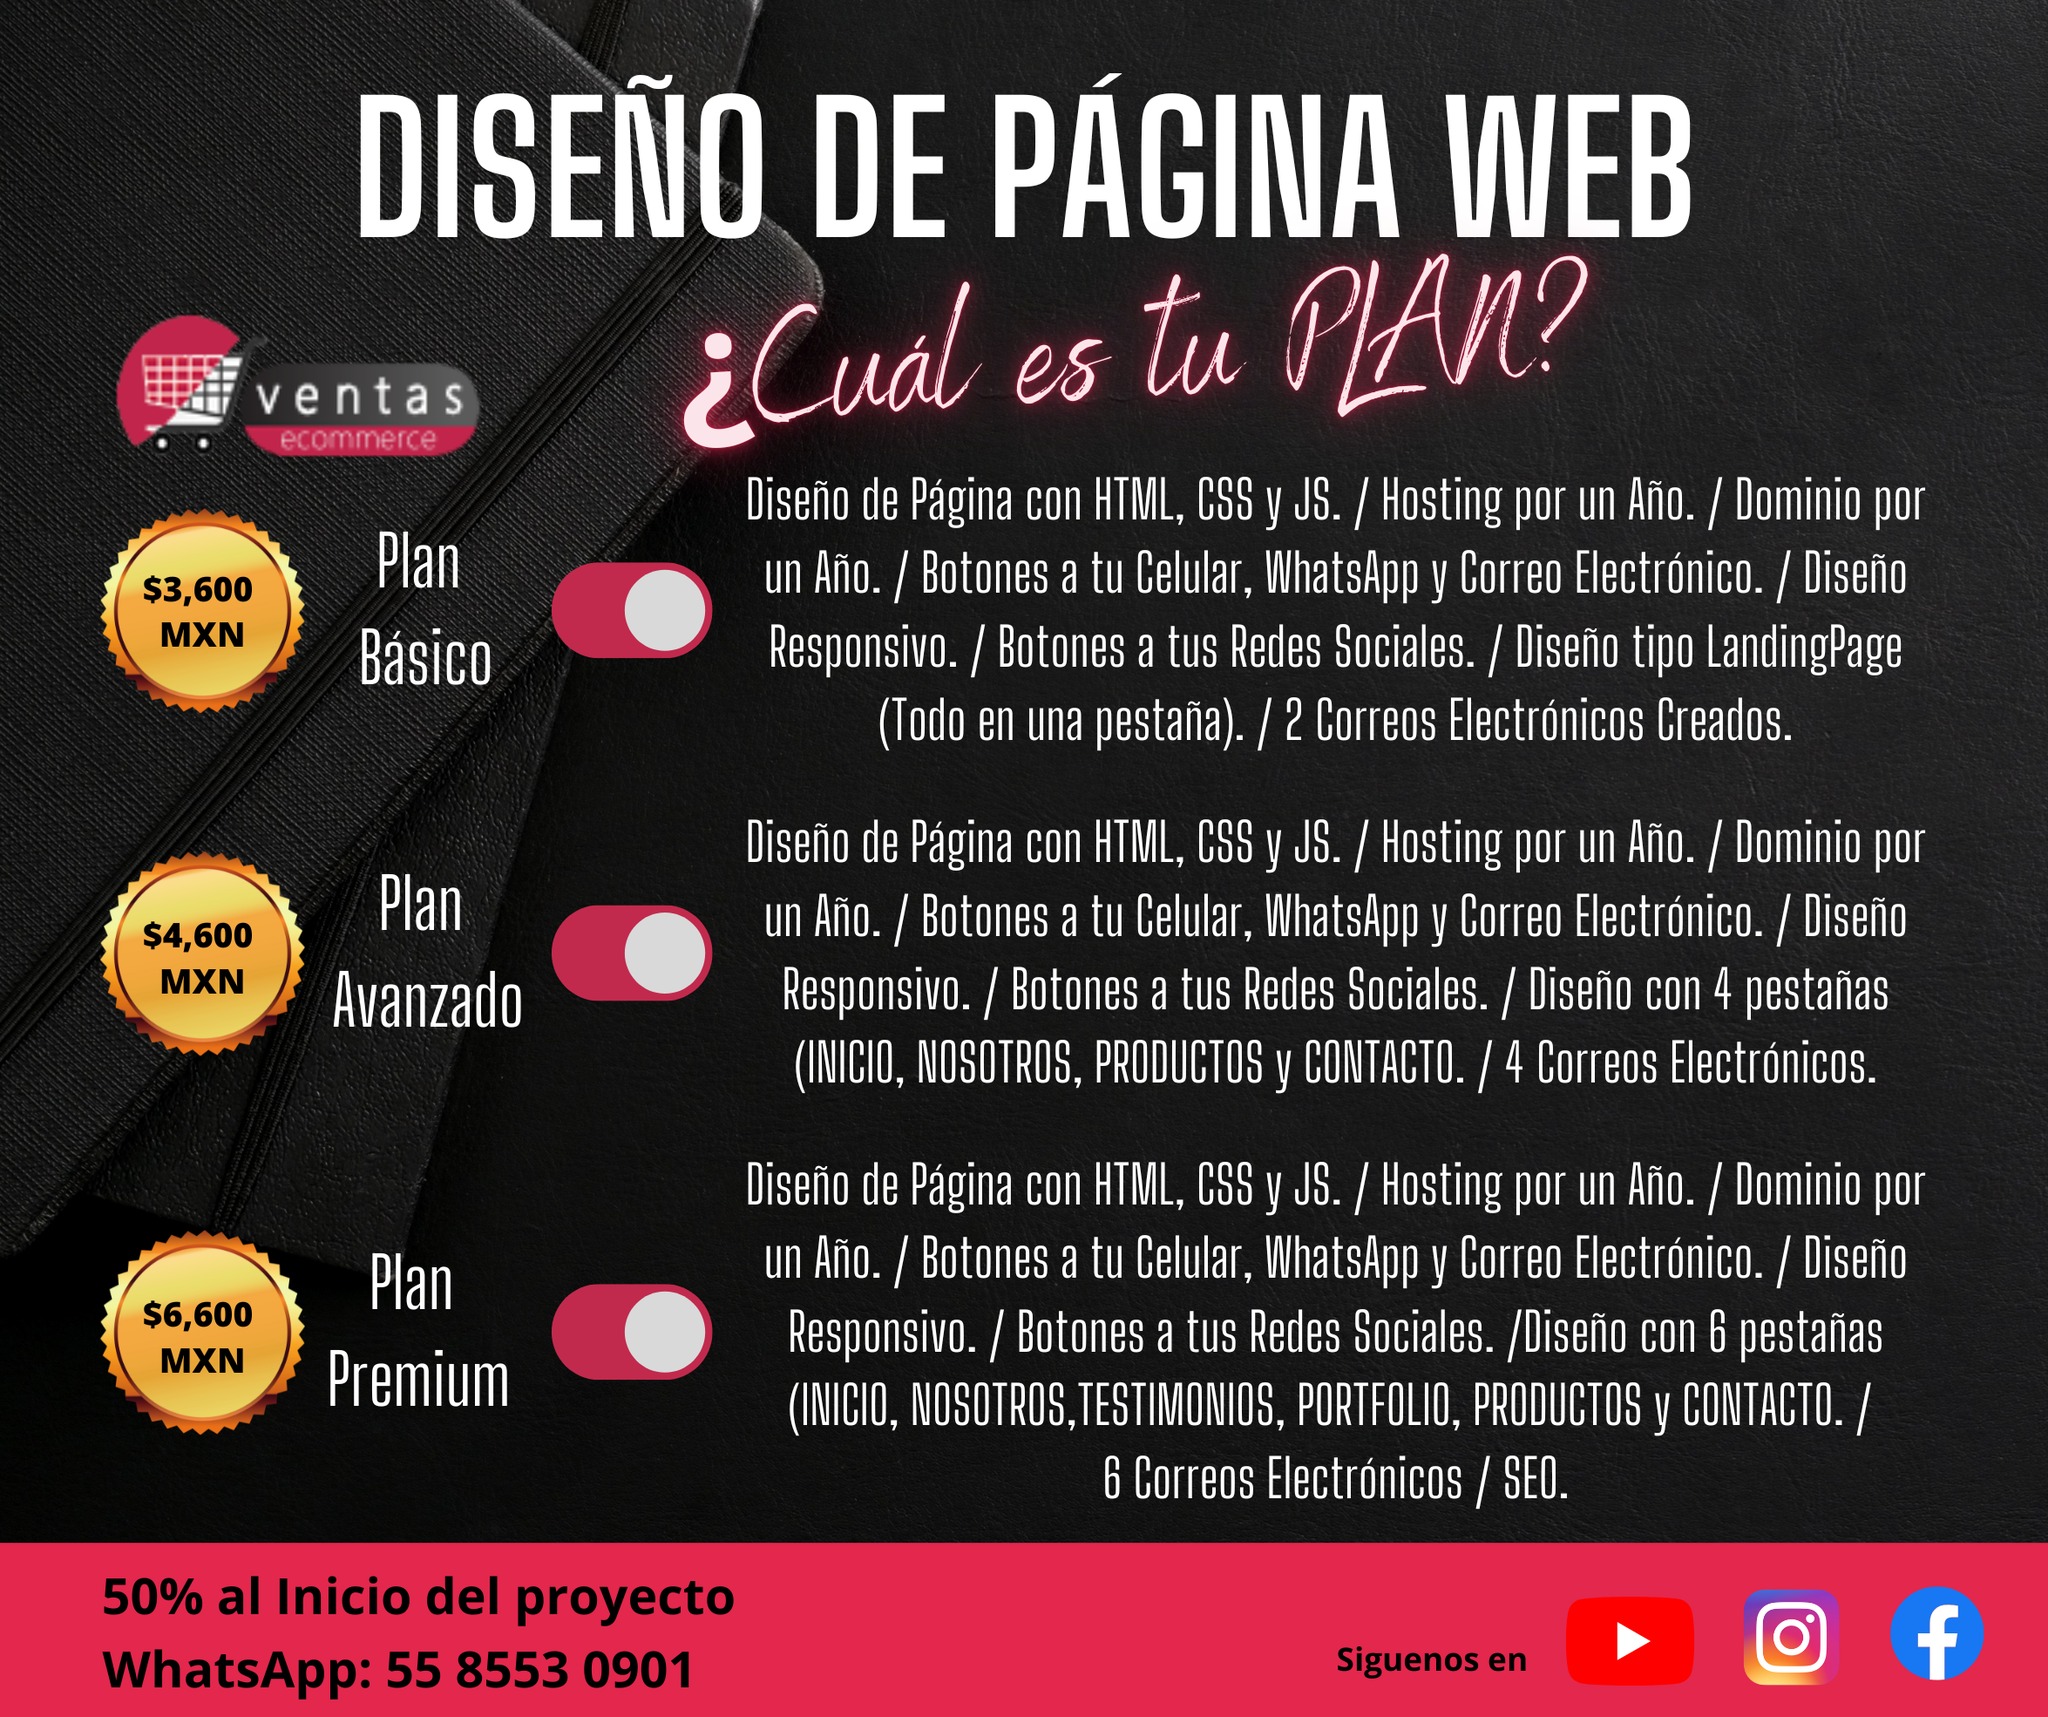 DISEÑO DE PÁGINA WEB
¿Cuál es tu PLAN?
ventas
ecommerce
$3,600
MXN
Plan
Básico
Diseño de Página con HTML, CSS y JS. / Hosting por un Año. / Dominio por
un Año. / Botones a tu Celular, WhatsApp y Correo Electrónico. / Diseño
Responsivo. / Botones a tus Redes Sociales. / Diseño tipo LandingPage
(Todo en una pestaña). / 2 Correos Electrónicos Creados.
$4,600
MXN
Plan
Avanzado
Diseño de Página con HTML, CSS y JS. / Hosting por un Año. / Dominio por
un Año. / Botones a tu Celular, WhatsApp y Correo Electrónico. / Diseño
Responsivo. / Botones a tus Redes Sociales. / Diseño con 4 pestañas
(INICIO, NOSOTROS, PRODUCTOS y CONTACTO. / 4 Correos Electrónicos.
$6,600
MXN
Plan
Premium
Diseño de Página con HTML, CSS y JS. / Hosting por un Año. / Dominio por
un Año. / Botones a tu Celular, WhatsApp y Correo Electrónico. / Diseño
Responsivo. / Botones a tus Redes Sociales. /Diseño con 6 pestañas
(INICIO, NOSOTROS,TESTIMONIOS, PORTFOLIO, PRODUCTOS y CONTACTO. /
6 Correos Electrónicos / SEO.
50% al Inicio del proyecto
WhatsApp: 55 8553 0901
Siguenos en